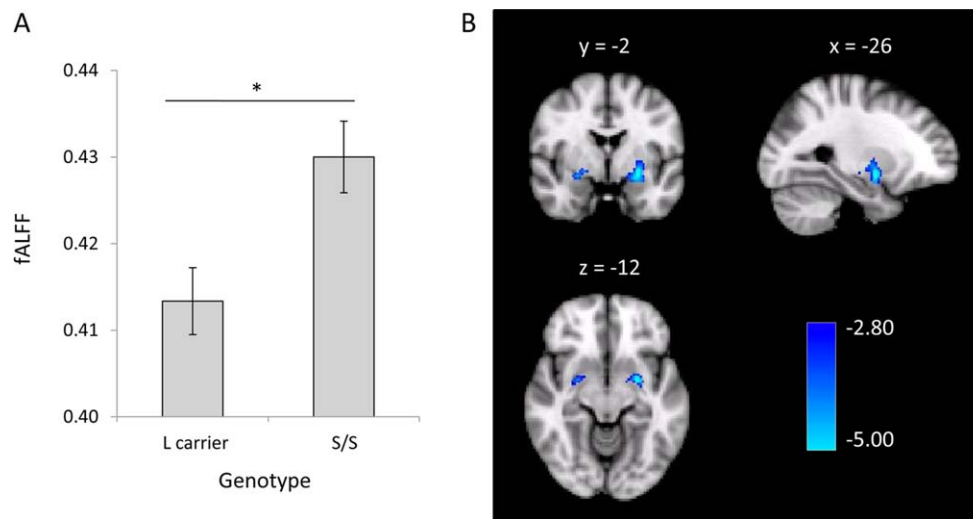 A
0.44
0.43
0.42
0.41
0.40
fALFF
*
L carrier
S/S
Genotype
B
y = -2
x = -26
z = -12
-2.80
-5.00